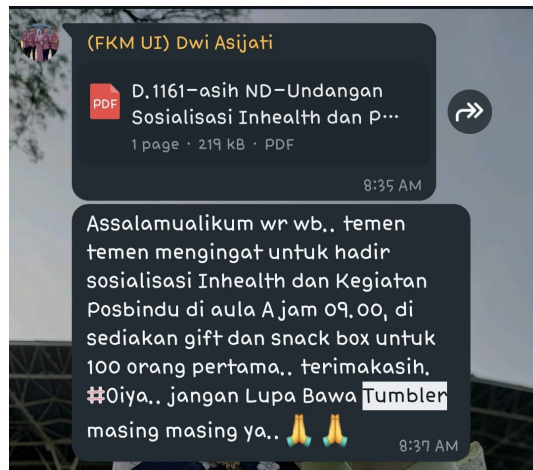 (FKM UI) Dwi Asijati
PDF
D.1161-asih ND-Undangan
Sosialisasi Inhealth dan P...
1 page · 219 kB · PDF
8:35 AM
Assalamualikum wr wb.. temen
temen mengingat untuk hadir
sosialisasi Inhealth dan Kegiatan
Posbindu di aula A jam 09.00, di
sediakan gift dan snack box untuk
100 orang pertama.. terimakasih.
#Oiya.. jangan Lupa Bawa Tumbler
masing masing ya.. 🙏 🙏
8:37 AM